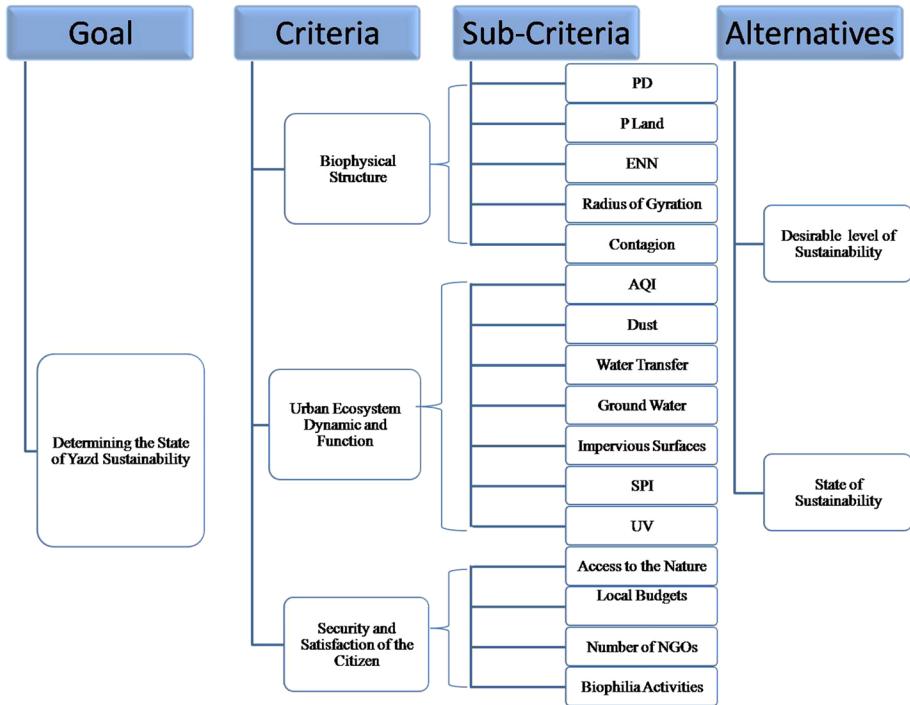 Goal
Criteria
Sub-Criteria
Alternatives
Determining the State
of Yazd Sustainability
Biophysical
Structure
Urban Ecosystem
Dynamic and
Function
Security and
Satisfaction of the
Citizen
PD
P Land
ENN
Radius of Gyration
Contagion
AQI
Dust
Water Transfer
Ground Water
Impervious Surfaces
SPI
UV
Access to the Nature
Local Budgets
Number of NGOs
Biophilia Activities
Desirable level of
Sustainability
State of
Sustainability